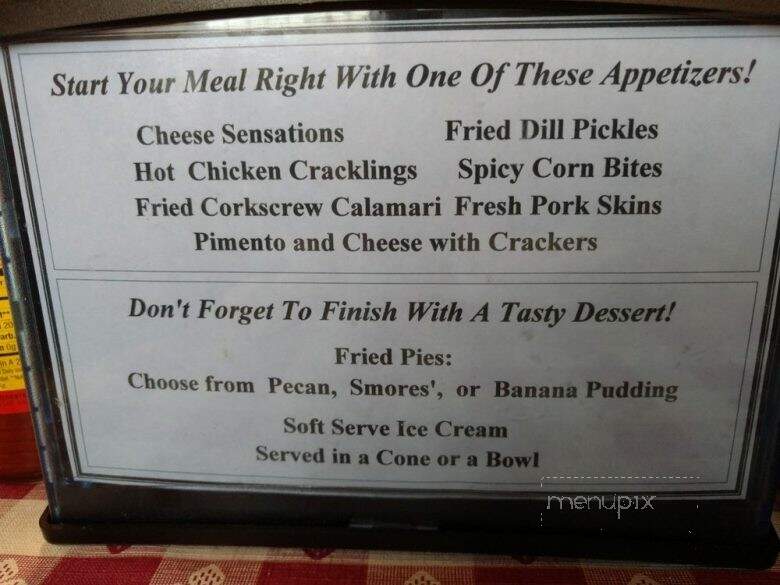 Start Your Meal Right With One Of These Appetizers!
Cheese Sensations Fried Dill Pickles
Hot Chicken Cracklings Spicy Corn Bites
Fried Corkscrew Calamari Fresh Pork Skins
Pimento and Cheese with Crackers
Don't Forget To Finish With A Tasty Dessert!
Fried Pies:
Choose from Pecan, Smores', or Banana Pudding
Soft Serve Ice Cream
Served in a Cone or a Bowl
menupix